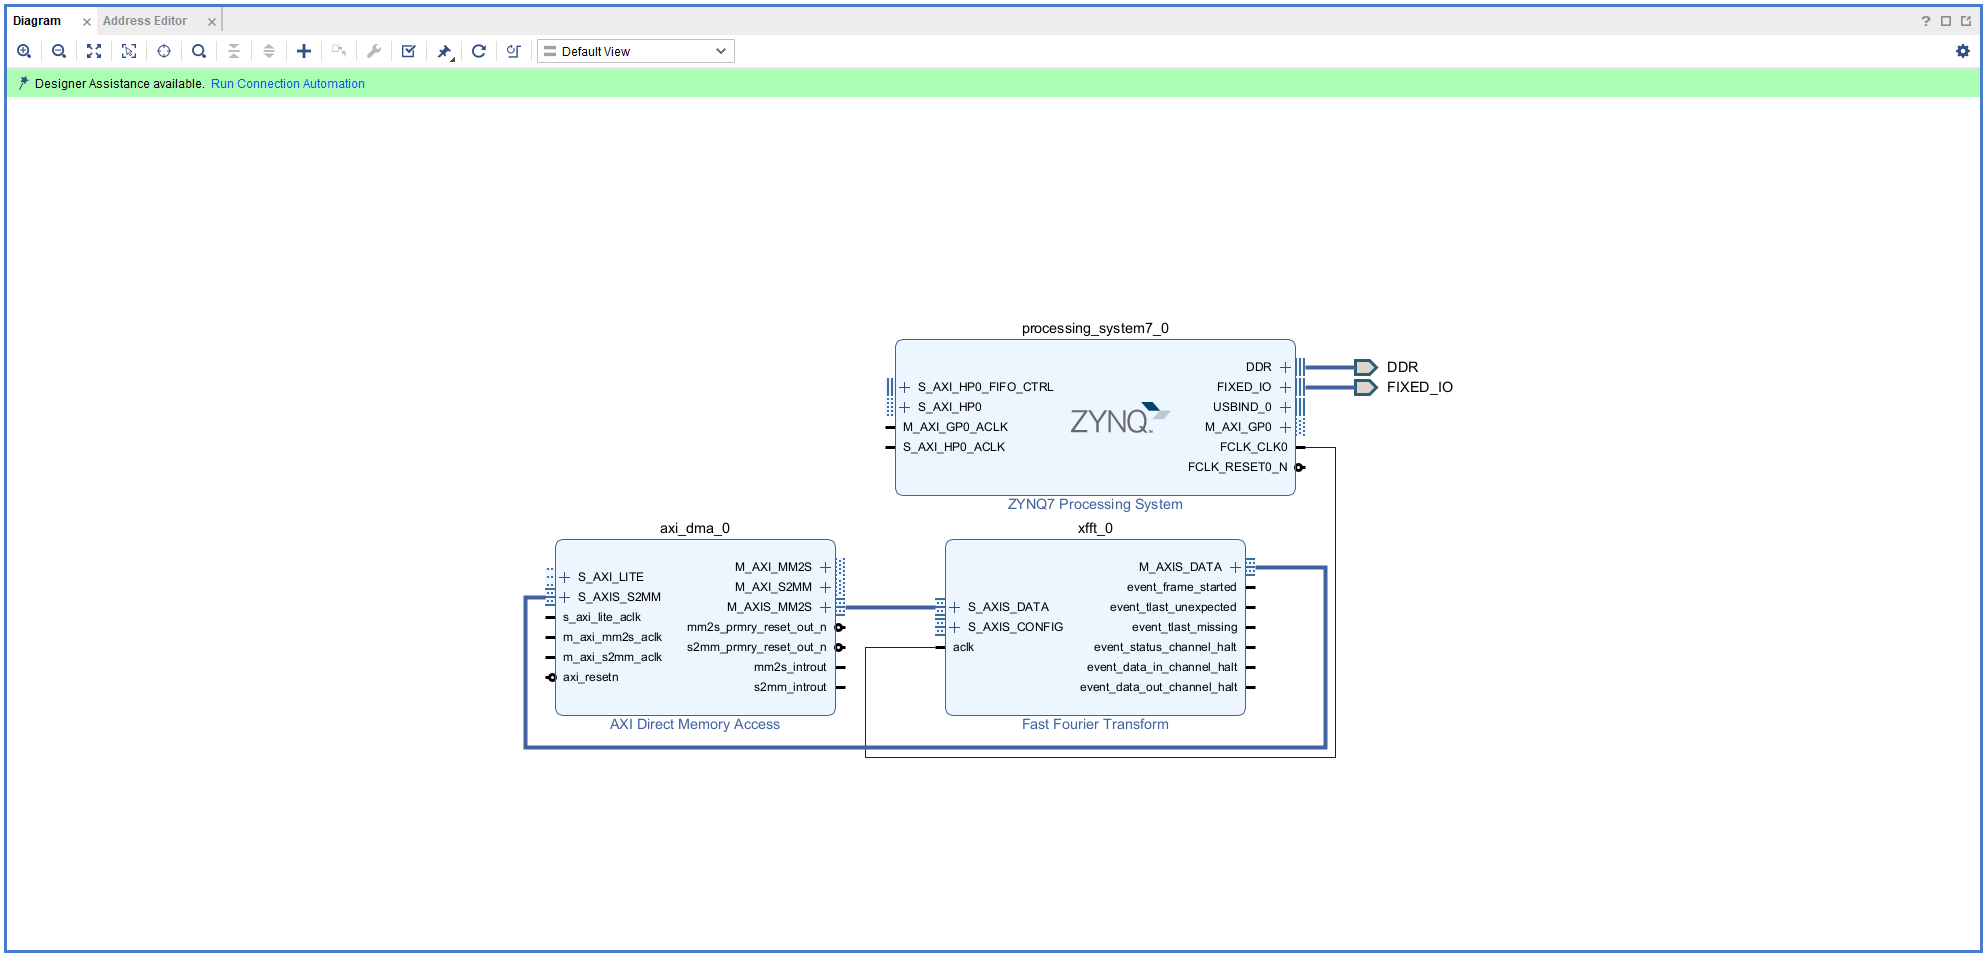 Diagram
Address Editor
Default View
Designer Assistance available. Run Connection Automation
processing_system7_0
S_AXI_HP0_FIFO_CTRL
S_AXI_HP0
M_AXI_GP0_ACLK
S_AXI_HP0_ACLK
ZYNQ
DDR
FIXED_IO
USBIND_0
M_AXI_GP0
FCLK_CLK0
FCLK_RESET0_N
DDR
FIXED_IO
ZYNQ7 Processing System
axi_dma_0
S_AXI_LITE
S_AXIS_S2MM
s_axi_lite_aclk
m_axi_mm2s_aclk
m_axi_s2mm_aclk
axi_resetn
M_AXI_MM2S
M_AXI_S2MM
M_AXIS_MM2S
mm2s_prmry_reset_out_n
s2mm_prmry_reset_out_n
mm2s_introut
s2mm_introut
AXI Direct Memory Access
xfft_0
S_AXIS_DATA
S_AXIS_CONFIG
aclk
M_AXIS_DATA
event_frame_started
event_tlast_unexpected
event_tlast_missing
event_status_channel_halt
event_data_in_channel_halt
event_data_out_channel_halt
Fast Fourier Transform